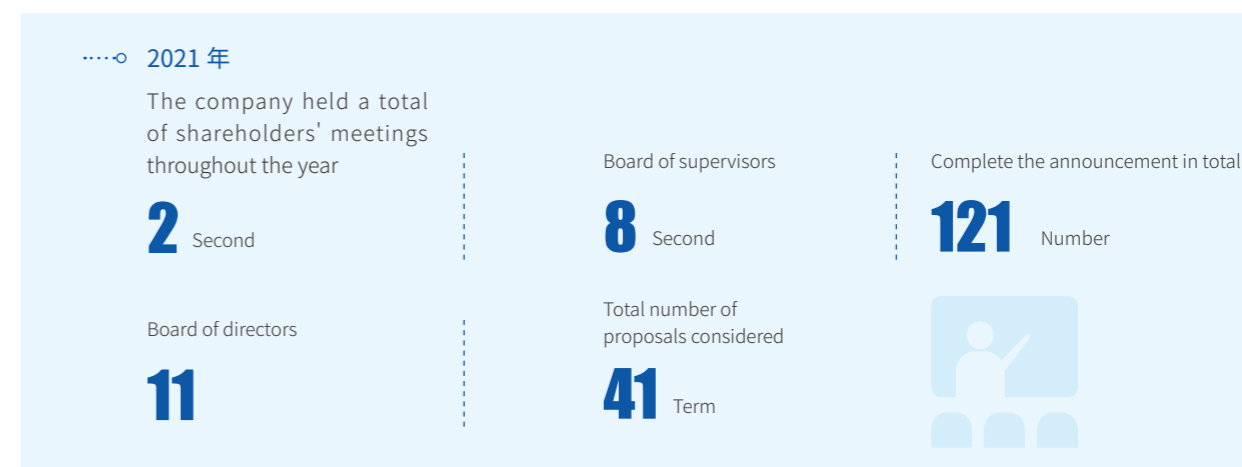 2021 年
The company held a total
of shareholders' meetings
throughout the year
2 Second
Board of supervisors
8 Second
Complete the announcement in total
121 Number
Board of directors
11
Total number of
proposals considered
41 Term